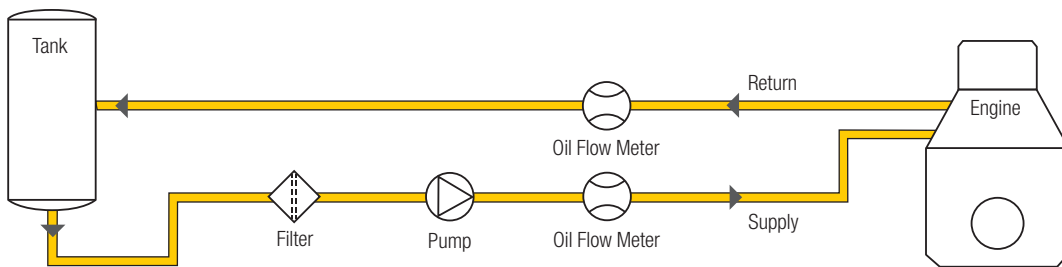 Tank
Return
Engine
Oil Flow Meter
Filter
Pump
Oil Flow Meter
Supply